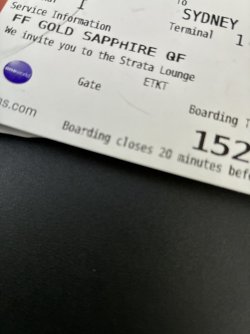 To
SYDNEY
Service Information
Terminal 1
FF GOLD SAPPHIRE QF
We invite you to the Strata Lounge
Gate
ETKT
Boarding T
152
Boarding closes 20 minutes befo
s.com